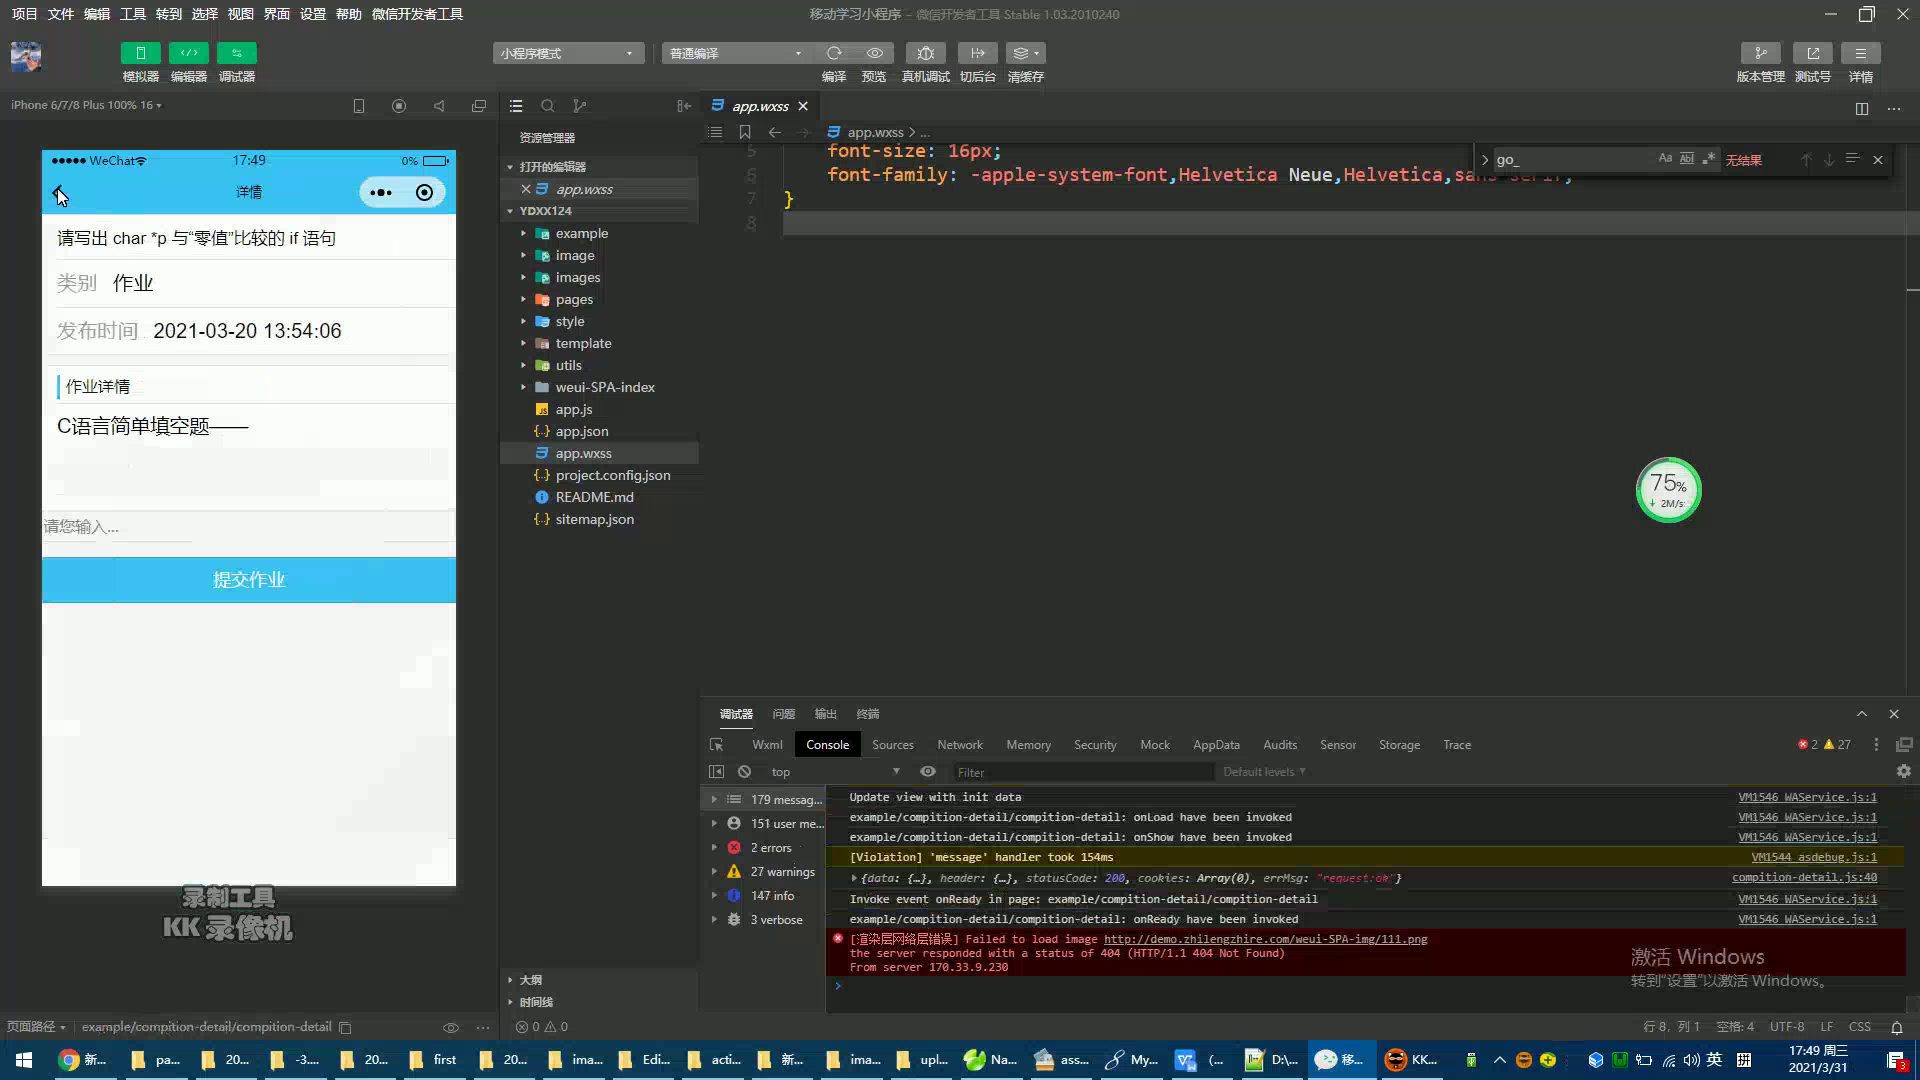 项目 文件 编辑 工具 转到 选择 视图 界面 设置 帮助 微信开发者工具
移动学习小程序 - 微信开发者工具 Stable 1.03.2010240
小程序模式
普通编译
模拟器 编辑器 调试器
编译 预览 真机调试 切后台 清缓存
版本管理 测试号 详情
iPhone 6/7/8 Plus 100% 16
WeChat
17:49
0%
详情
请写出 char *p 与“零值”比较的 if 语句
类别 作业
发布时间 2021-03-20 13:54:06
作业详情
C语言简单填空题——
请您输入...
提交作业
录制工具
KK 录像机
页面路径
example/compition-detail/compition-detail
资源管理器
打开的编辑器
app.wxss
YDXX124
example
image
images
pages
style
template
utils
weui-SPA-index
app.js
app.json
app.wxss
project.config.json
README.md
sitemap.json
大纲
时间线
0 0
app.wxss
app.wxss > ...
5 font-size: 16px;
6 font-family: -apple-system-font,Helvetica Neue,Helvetica,sans-serif;
7 }
8
go_
Aa
无结果
75%
2M/s
调试器 问题 输出 终端
Wxml Console Sources Network Memory Security Mock AppData Audits Sensor Storage Trace
2 27
top
Filter
Default levels
179 messag...
151 user me...
2 errors
27 warnings
147 info
3 verbose
Update view with init data VM1546 WAService.js:1
example/compition-detail/compition-detail: onLoad have been invoked VM1546 WAService.js:1
example/compition-detail/compition-detail: onShow have been invoked VM1546 WAService.js:1
[Violation] 'message' handler took 154ms VM1544 asdebug.js:1
{data: {…}, header: {…}, statusCode: 200, cookies: Array(0), errMsg: "request:ok"} compition-detail.js:40
Invoke event onReady in page: example/compition-detail/compition-detail VM1546 WAService.js:1
example/compition-detail/compition-detail: onReady have been invoked VM1546 WAService.js:1
[渲染层网络层错误] Failed to load image http://demo.zhilengzhire.com/weui-SPA-img/111.png
the server responded with a status of 404 (HTTP/1.1 404 Not Found)
From server 170.33.9.230
激活 Windows
转到“设置”以激活 Windows。
行 8，列 1 空格: 4 UTF-8 LF CSS
新... pa... 20... -3.... 20... first 20... ima... Edi... acti... 新... ima... upl... Na... ass... My... (... D:\... 移... KK...
英 拼
17:49 周三
2021/3/31
3